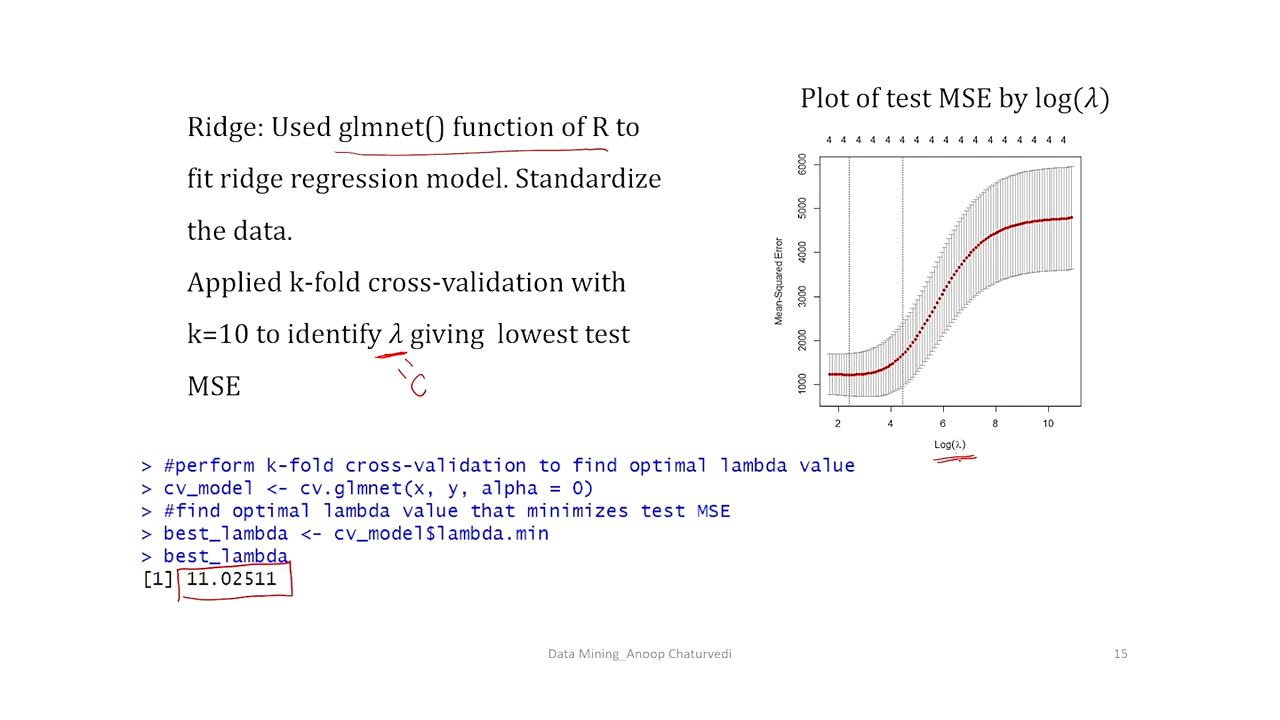 Plot of test MSE by log(λ)
Ridge: Used glmnet() function of R to
fit ridge regression model. Standardize
the data.
Applied k-fold cross-validation with
k=10 to identify λ giving lowest test
MSE
C
4 4 4 4 4 4 4 4 4 4 4 4 4 4 4 4 4
6000
5000
4000
3000
2000
1000
Mean-Squared Error
2 4 6 8 10
Log(λ)
> #perform k-fold cross-validation to find optimal lambda value
> cv_model <- cv.glmnet(x, y, alpha = 0)
> #find optimal lambda value that minimizes test MSE
> best_lambda <- cv_model$lambda.min
> best_lambda
[1] 11.02511
Data Mining_Anoop Chaturvedi
15